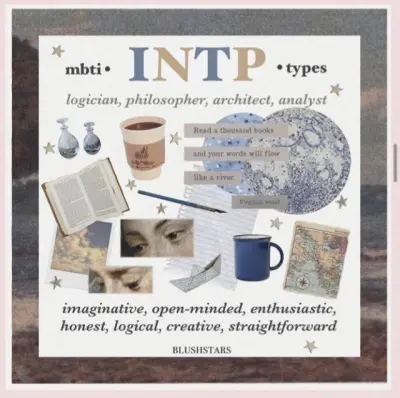 mbti • INTP • types
logician, philosopher, architect, analyst
Read a thousand books
and your words will flow
like a river.
imaginative, open-minded, enthusiastic,
honest, logical, creative, straightforward
BLUSHSTARS